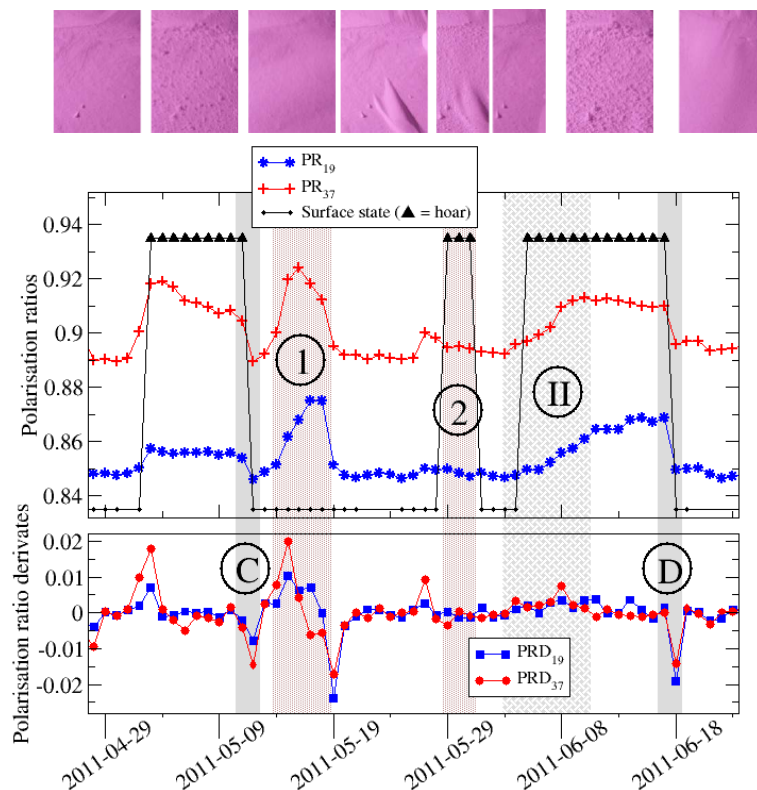 PR19
PR37
Surface state (▲ = hoar)
Polarisation ratios
0.94
0.92
0.9
0.88
0.86
0.84
1
2
II
Polarisation ratio derivates
0.02
0.01
0
-0.01
-0.02
C
D
PRD19
PRD37
2011-04-29
2011-05-09
2011-05-19
2011-05-29
2011-06-08
2011-06-18